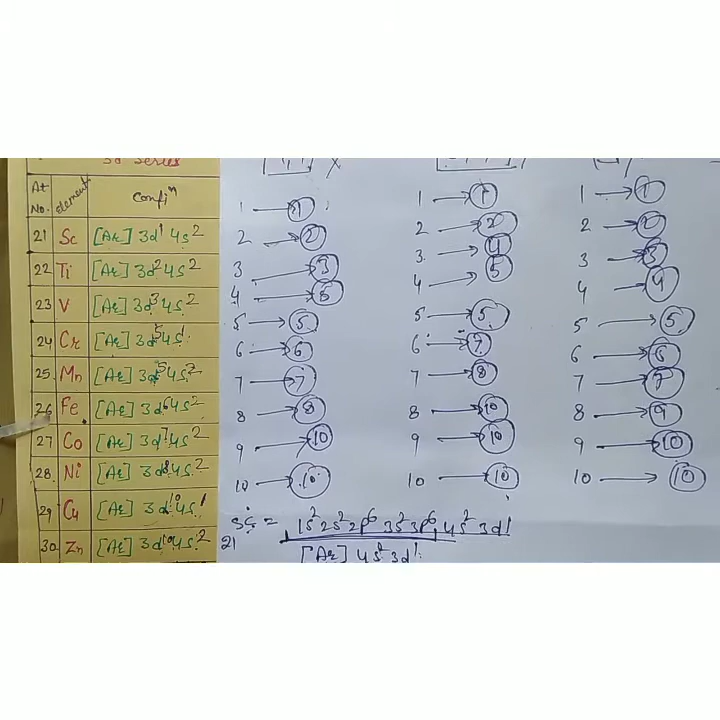 3d Series
At No. element Confiⁿ
21 Sc [Ar] 3d¹ 4s²
22 Ti [Ar] 3d² 4s²
23 V [Ar] 3d³ 4s²
24 Cr [Ar] 3d⁵ 4s¹
25 Mn [Ar] 3d⁵ 4s²
26 Fe [Ar] 3d⁶ 4s²
27 Co [Ar] 3d⁷ 4s²
28 Ni [Ar] 3d⁸ 4s²
29 Cu [Ar] 3d¹⁰ 4s¹
30 Zn [Ar] 3d¹⁰ 4s²
1 → 1
2 → 2
3 → 3
4 → 5
5 → 5
6 → 6
7 → 7
8 → 8
9 → 10
10 → 10
1 → 1
2 → 2
3 → 4
4 → 5
5 → 5
6 → 7
7 → 8
8 → 10
9 → 10
10 → 10
1 → 1
2 → 2
3 → 3
4 → 4
5 → 5
6 → 6
7 → 7
8 → 9
9 → 10
10 → 10
Sc = 1s² 2s² 2p⁶ 3s² 3p⁶, 4s² 3d1
21
[Ar] 4s² 3d¹